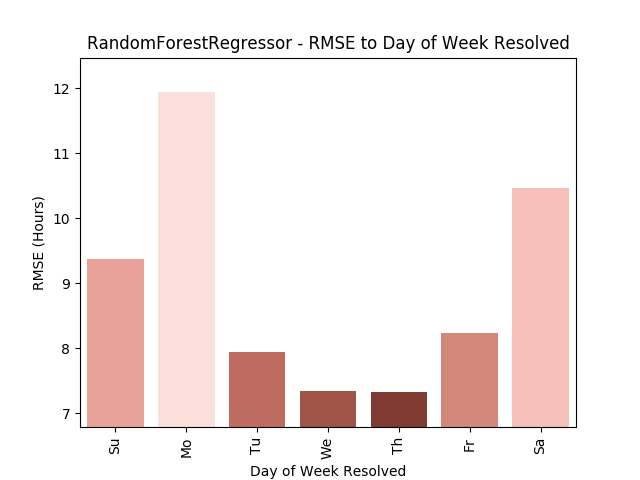 RandomForestRegressor - RMSE to Day of Week Resolved
RMSE (Hours)
12
11
10
9
8
7
Su
Mo
Tu
We
Th
Fr
Sa
Day of Week Resolved